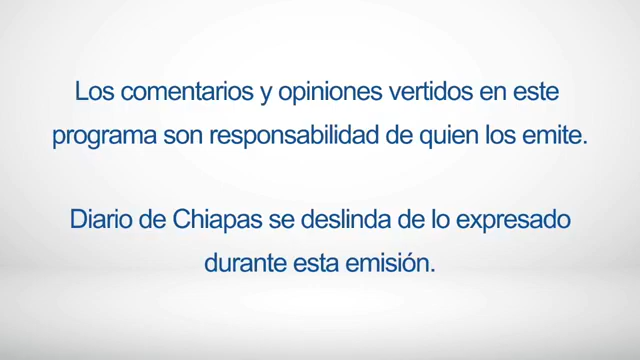 Los comentarios y opiniones vertidos en este
programa son responsabilidad de quien los emite.
Diario de Chiapas se deslinda de lo expresado
durante esta emisión.